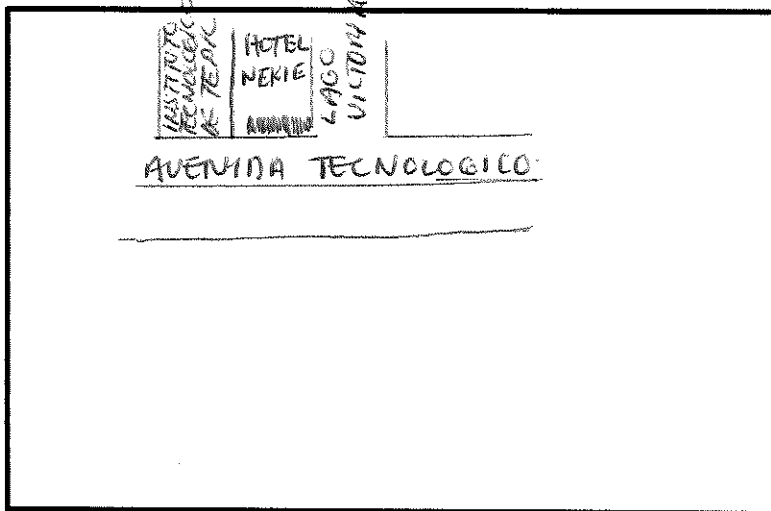 INSTITUTO
TECNOLOGICO
DE TEPIC
HOTEL
NEKIE
LAGO
VICTORIA
AVENIDA TECNOLOGICO